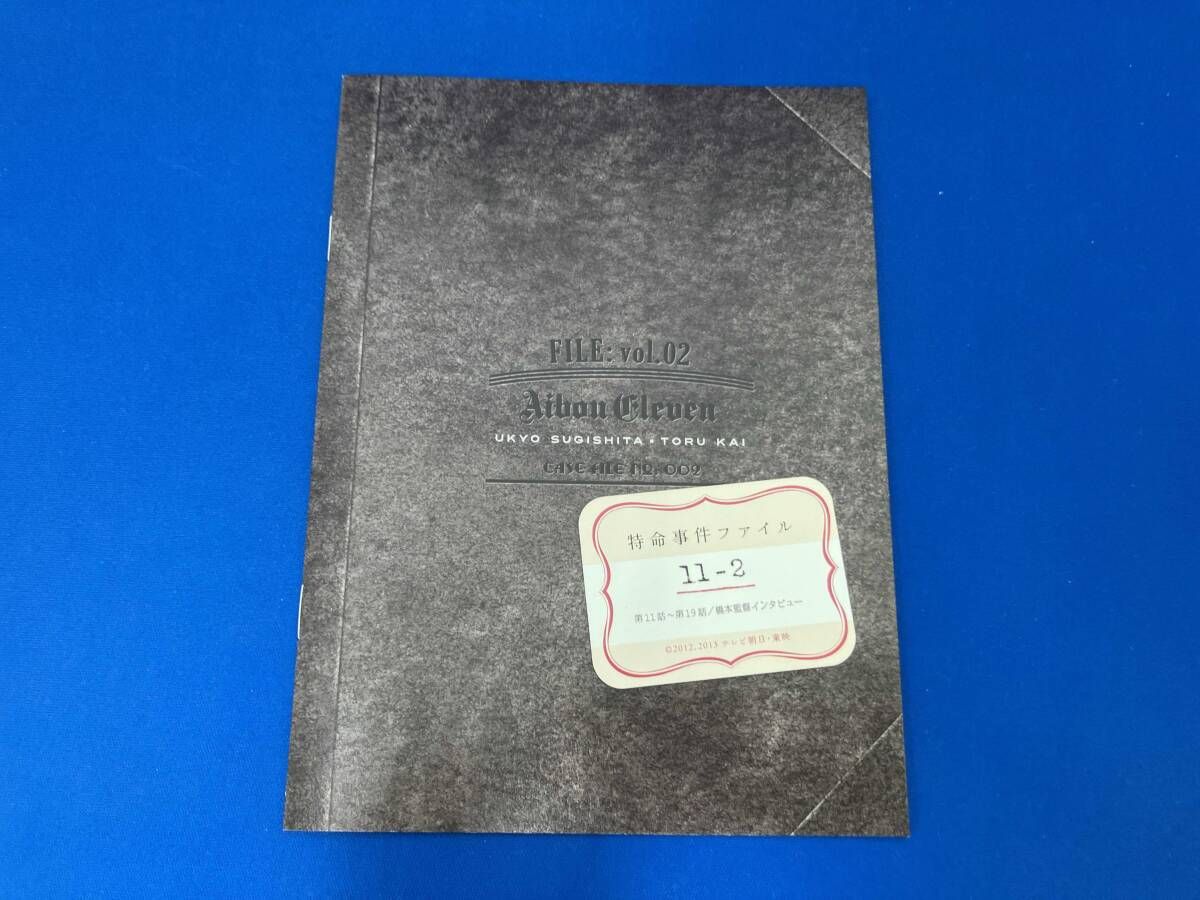 FILE: vol.02
Aibou Eleven
UKYO SUGISHITA • TORU KAI
CASE FILE NO. 002
特命事件ファイル
11-2
第11話～第19話／橋本監督インタビュー
©2012,2013 テレビ朝日・東映